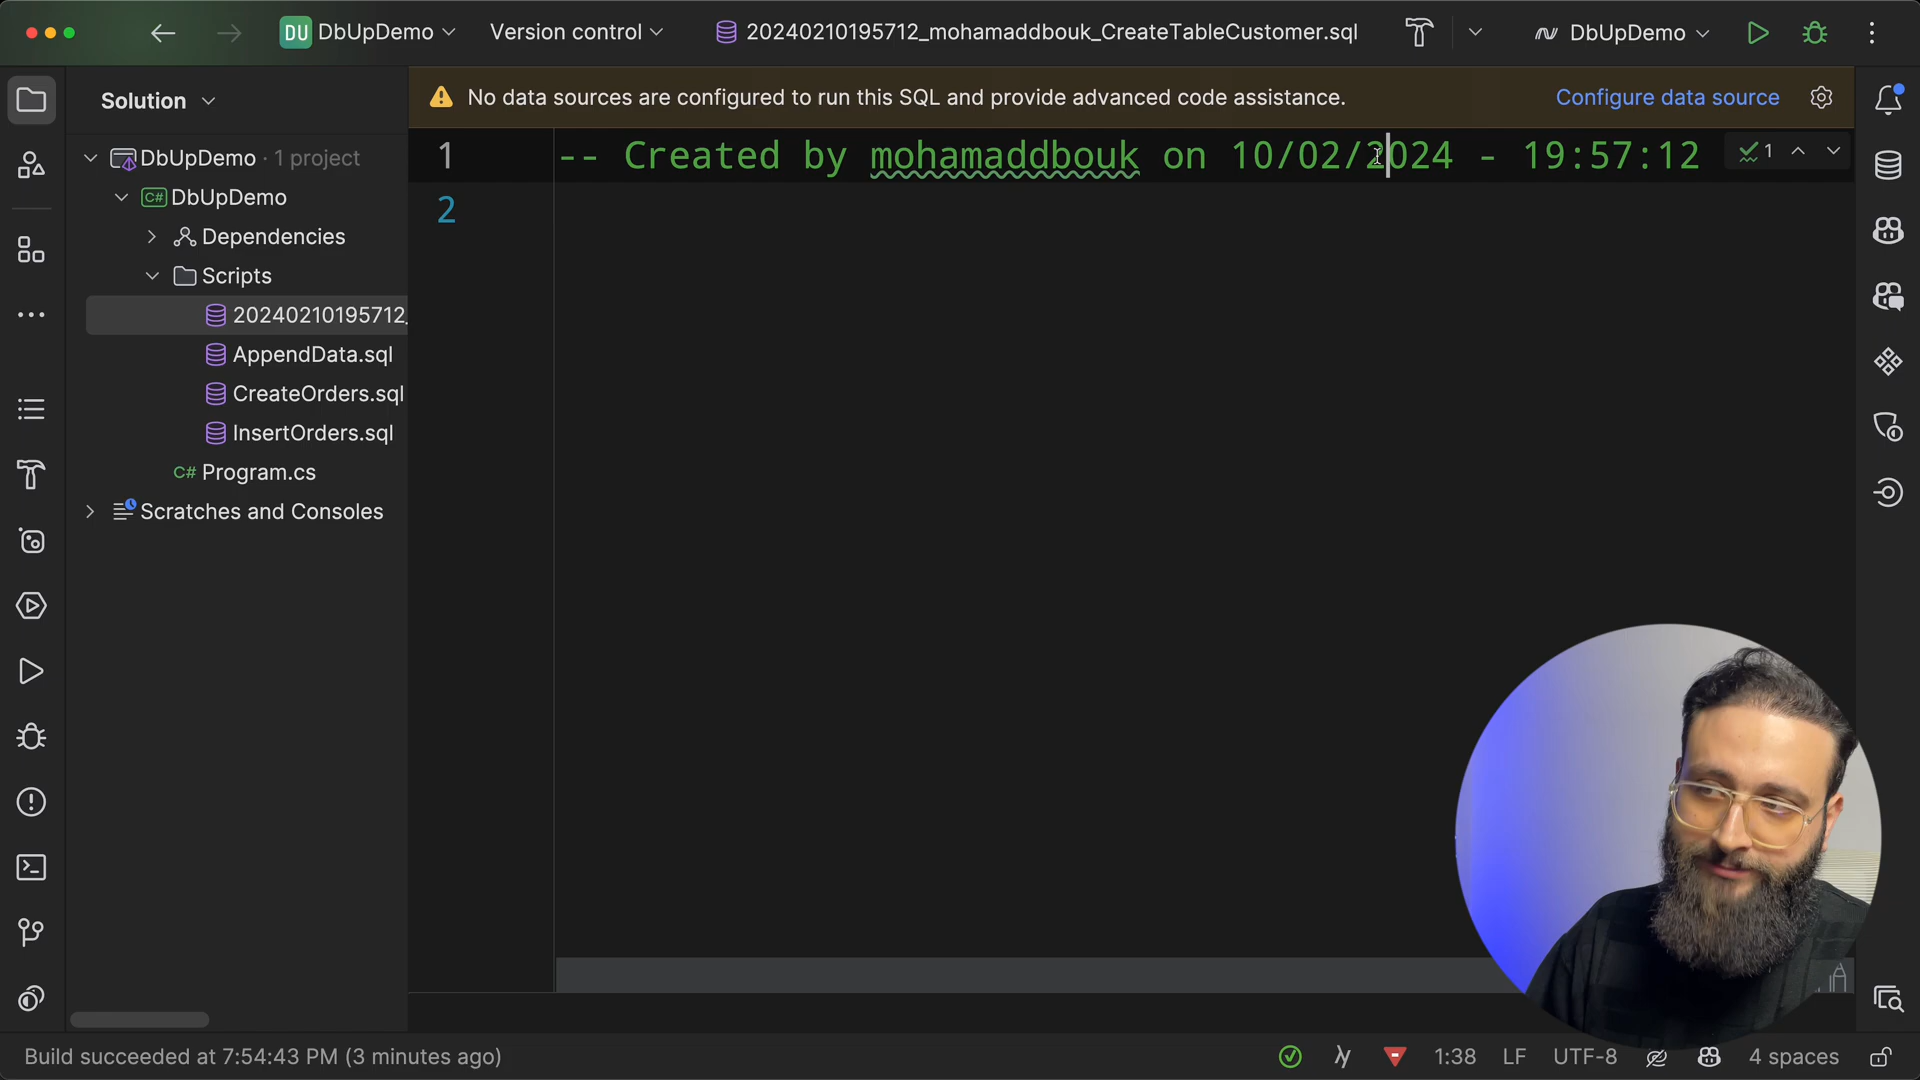 DU DbUpDemo Version control 20240210195712_mohamaddbouk_CreateTableCustomer.sql DbUpDemo
Solution
No data sources are configured to run this SQL and provide advanced code assistance. Configure data source
DbUpDemo · 1 project
C# DbUpDemo
Dependencies
Scripts
20240210195712_
AppendData.sql
CreateOrders.sql
InsertOrders.sql
C# Program.cs
Scratches and Consoles
1 -- Created by mohamaddbouk on 10/02/2024 - 19:57:12 1
2
Build succeeded at 7:54:43 PM (3 minutes ago) 1:38 LF UTF-8 4 spaces